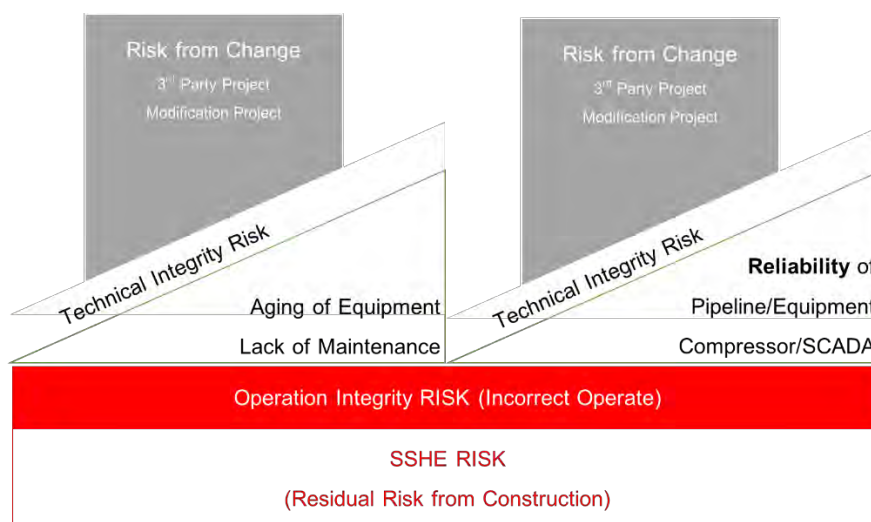 Risk from Change
3rd Party Project
Modification Project
Technical Integrity Risk
Aging of Equipment
Lack of Maintenance
Risk from Change
3rd Party Project
Modification Project
Technical Integrity Risk
Reliability of
Pipeline/Equipment
Compressor/SCADA
Operation Integrity RISK (Incorrect Operate)
SSHE RISK
(Residual Risk from Construction)